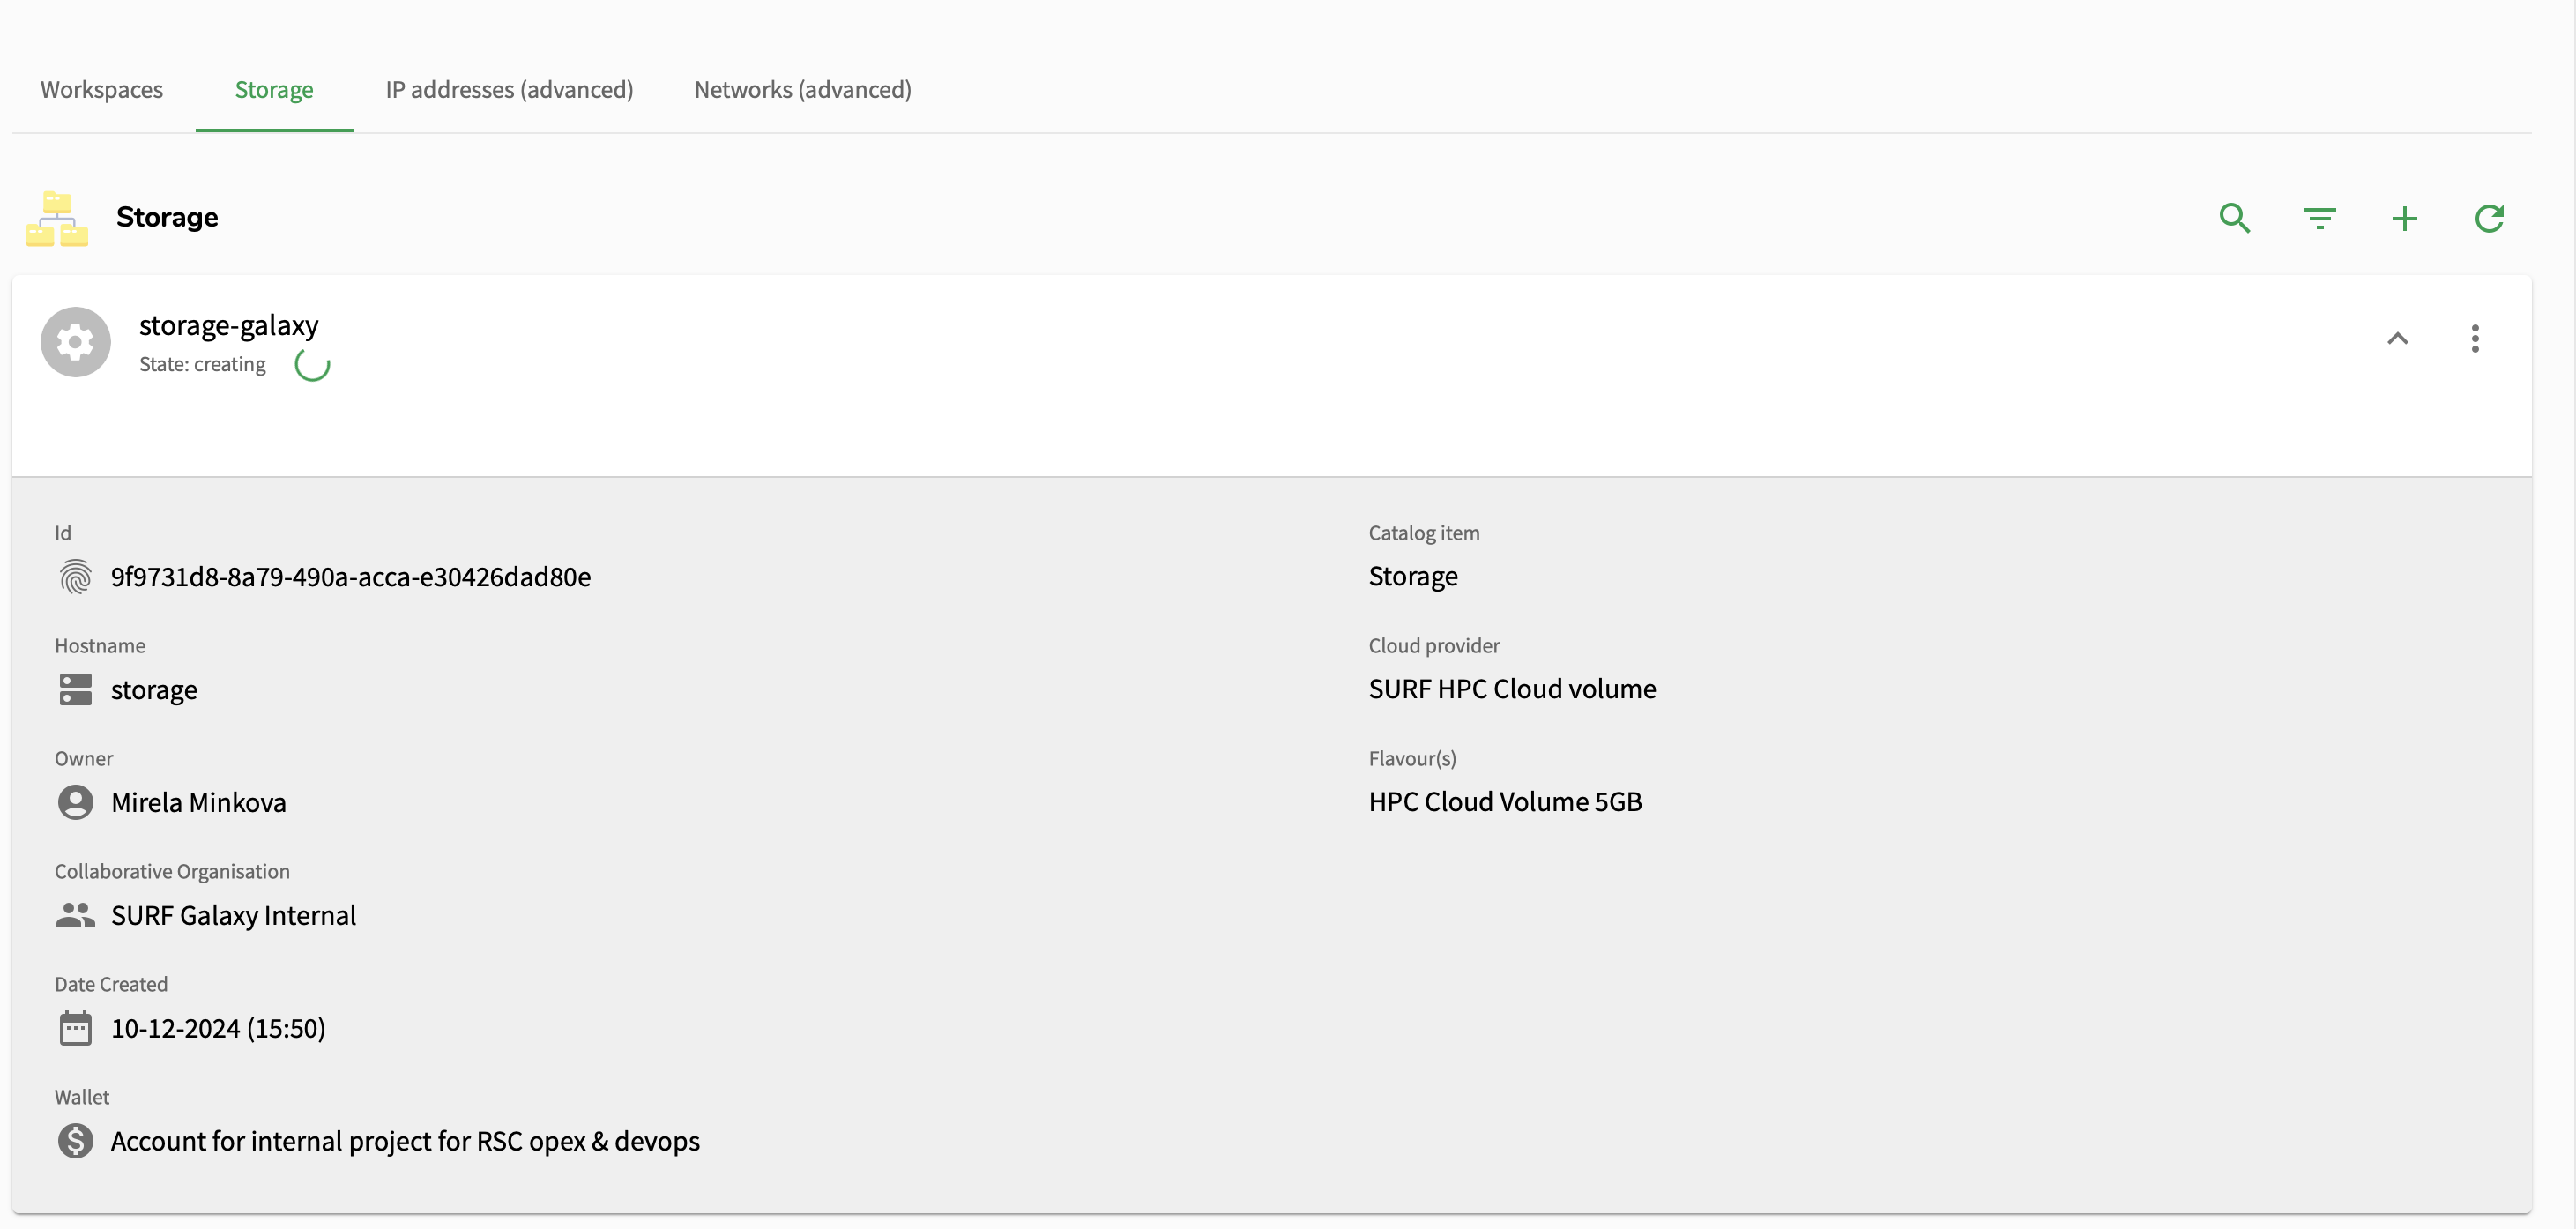 Workspaces Storage IP addresses (advanced) Networks (advanced)
Storage
storage-galaxy
State: creating
Id
9f9731d8-8a79-490a-acca-e30426dad80e
Hostname
storage
Owner
Mirela Minkova
Collaborative Organisation
SURF Galaxy Internal
Date Created
10-12-2024 (15:50)
Wallet
Account for internal project for RSC opex & devops
Catalog item
Storage
Cloud provider
SURF HPC Cloud volume
Flavour(s)
HPC Cloud Volume 5GB